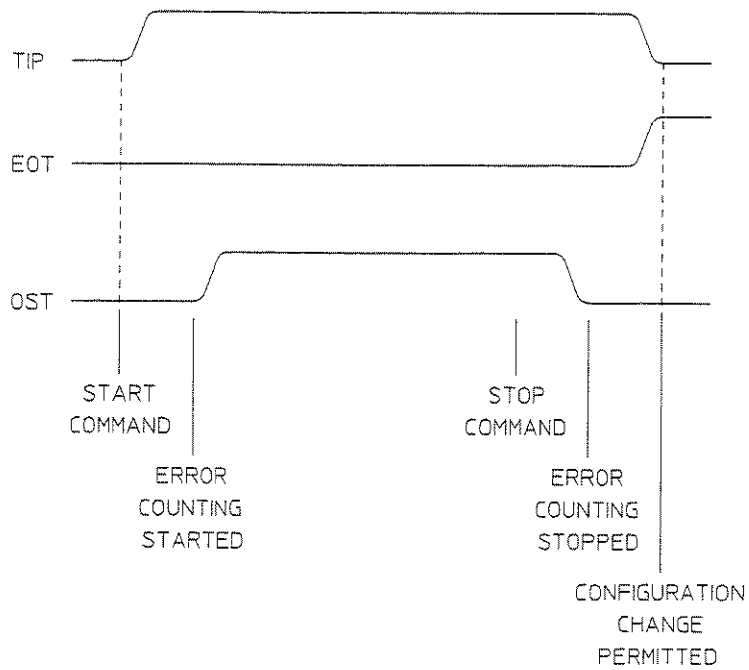 TIP
EOT
OST
START
COMMAND
STOP
COMMAND
ERROR
COUNTING
STARTED
ERROR
COUNTING
STOPPED
CONFIGURATION
CHANGE
PERMITTED